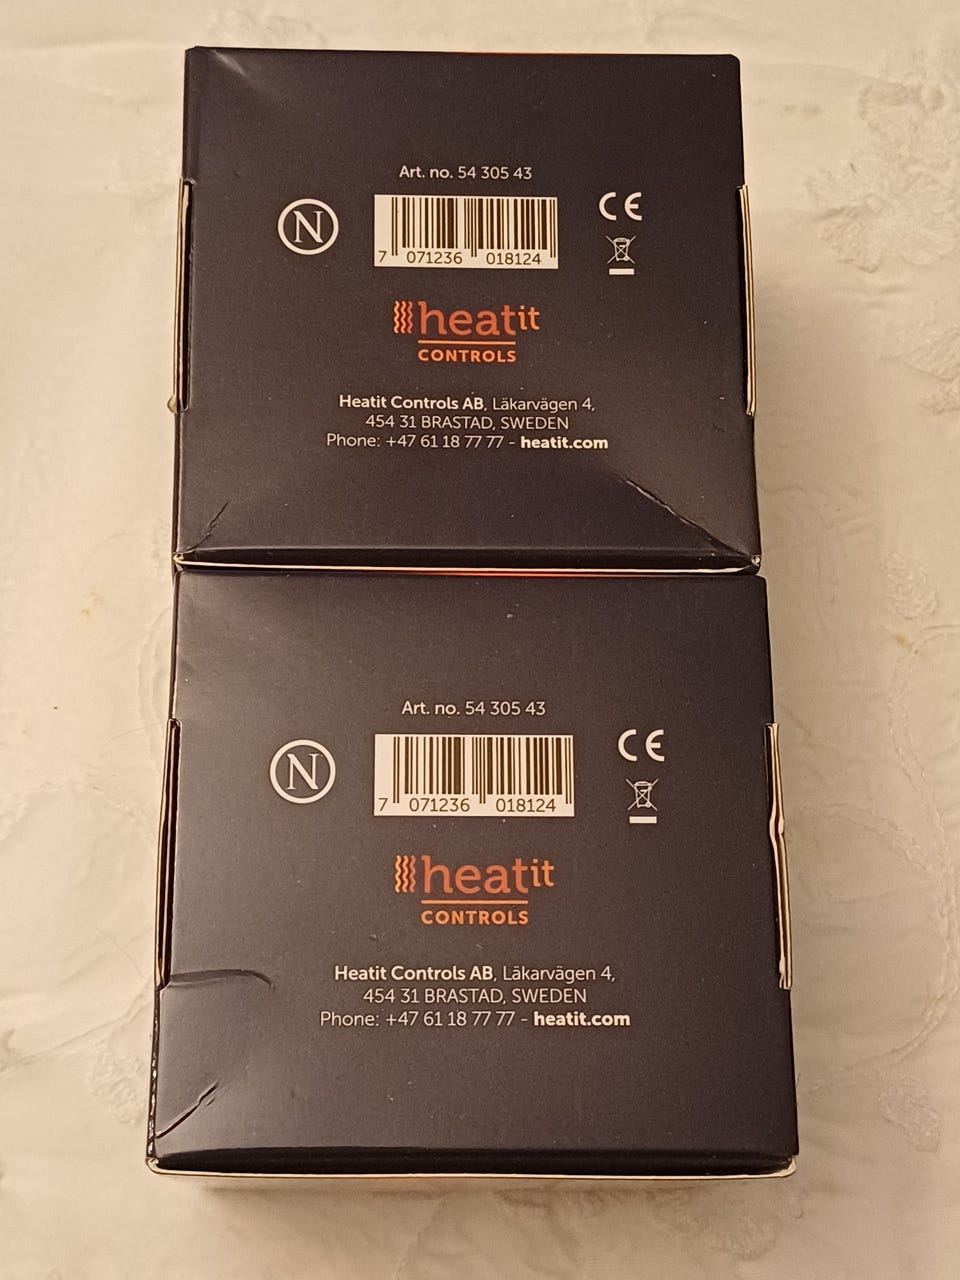 Art. no. 54 305 43
N
CE
7 071236 018124
heatit
CONTROLS
Heatit Controls AB, Läkarvägen 4,
454 31 BRASTAD, SWEDEN
Phone: +47 61 18 77 77 - heatit.com
Art. no. 54 305 43
N
CE
7 071236 018124
heatit
CONTROLS
Heatit Controls AB, Läkarvägen 4,
454 31 BRASTAD, SWEDEN
Phone: +47 61 18 77 77 - heatit.com